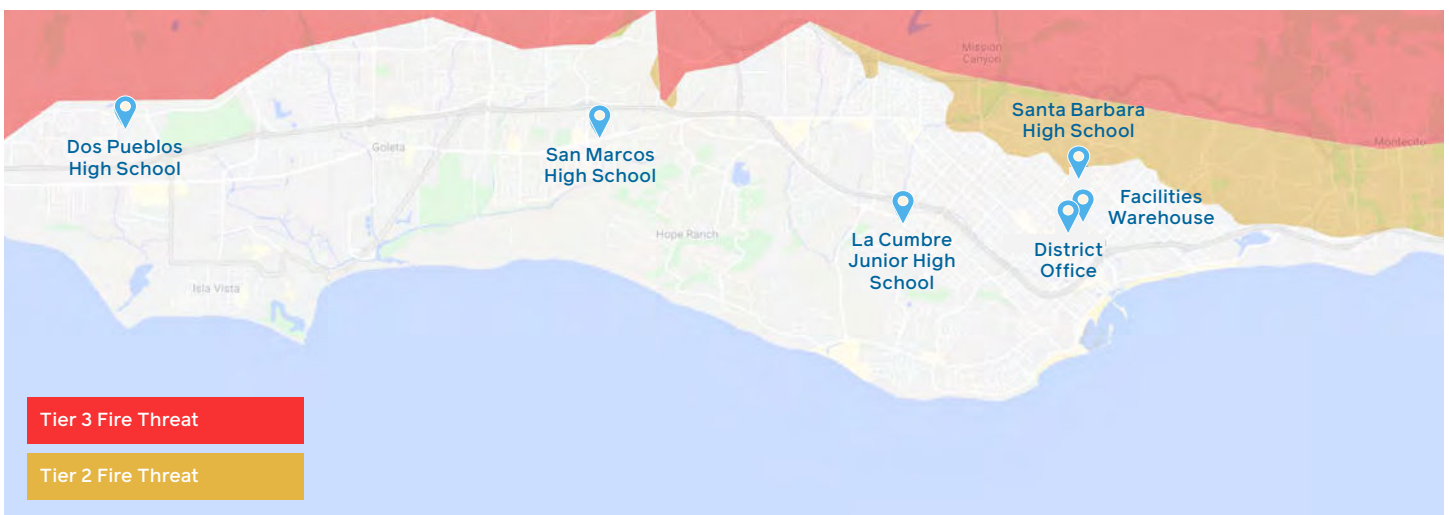 Mission
Canyon
Santa Barbara
High School
Montecito
Dos Pueblos
High School
Goleta
San Marcos
High School
Facilities
Warehouse
Hope Ranch
La Cumbre
Junior High
School
District
Office
Isla Vista
Tier 3 Fire Threat
Tier 2 Fire Threat